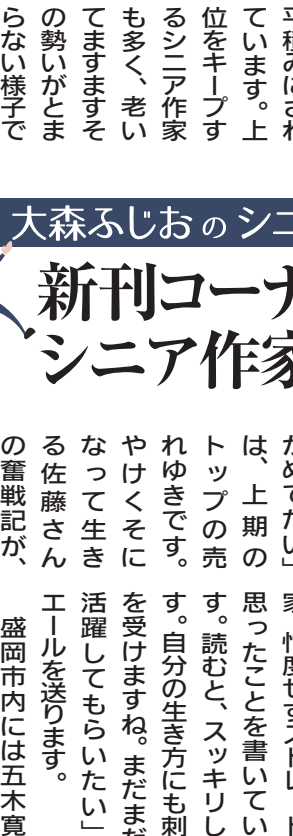 平積みにされ
ています。上
位をキープす
るシニア作家
も多く、老い
てますますそ
の勢いがとま
らない様子で
大森ふじおのシニ
新刊コーナ
シニア作家
がめでたい」
は、上期の
トップの売
れゆきです。
やけくそに
なって生き
る佐藤さん
の奮戦記が、
思ったことを書いてい
す。読むと、スッキリし
す。自分の生き方にも刺
を受けますね。まだまだ
活躍してもらいたい」
エールを送ります。
盛岡市内には五木寛